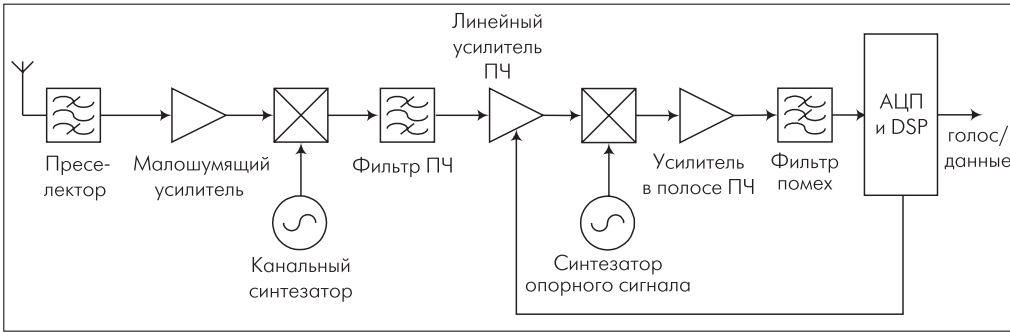 Линейный
усилитель
ПЧ
АЦП
и DSP
голос/
данные
Пресе-
лектор
Малошумящий
усилитель
Фильтр ПЧ
Усилитель
в полосе ПЧ
Фильтр
помех
Канальный
синтезатор
Синтезатор
опорного сигнала